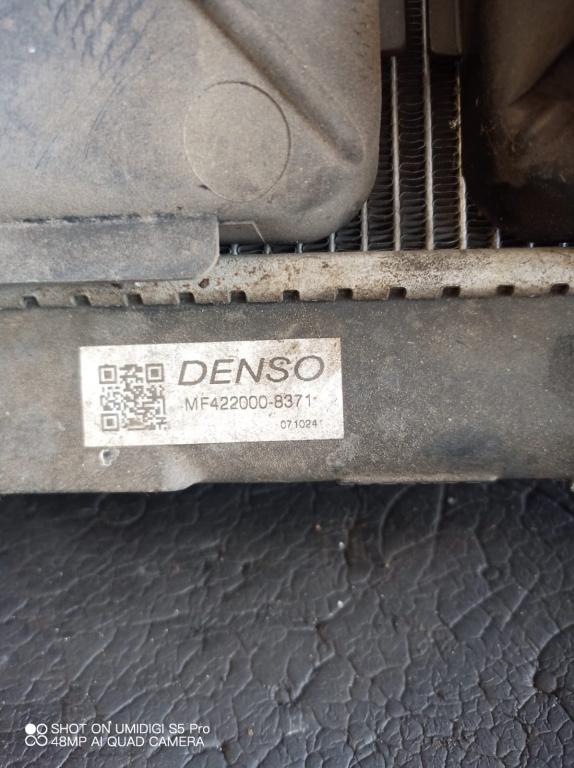 DENSO
MF422000-8371
071024
SHOT ON UMIDIGI S5 Pro
48MP AI QUAD CAMERA